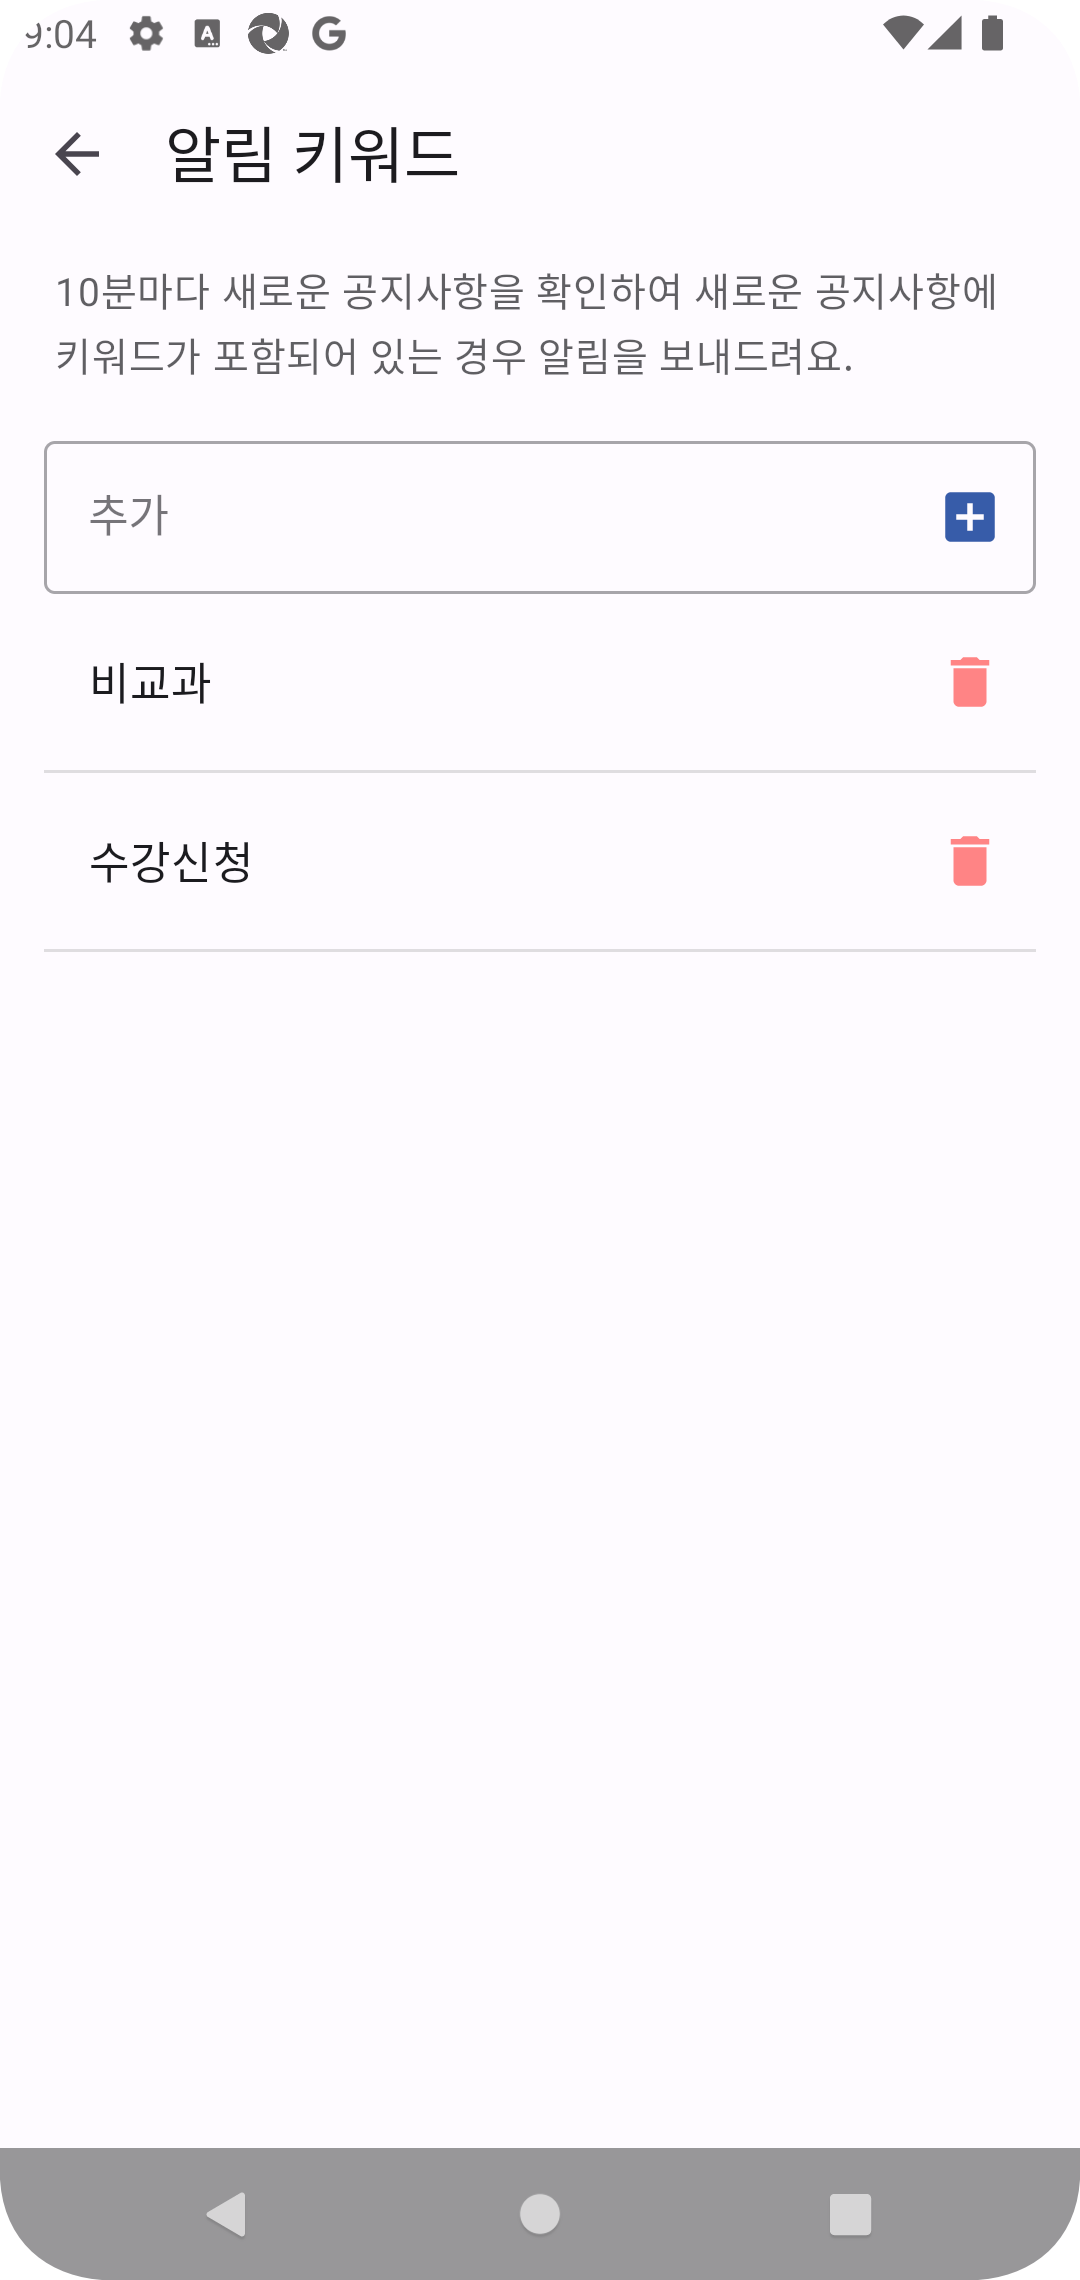 9:04
알림 키워드
10분마다 새로운 공지사항을 확인하여 새로운 공지사항에
키워드가 포함되어 있는 경우 알림을 보내드려요.
추가
비교과
수강신청